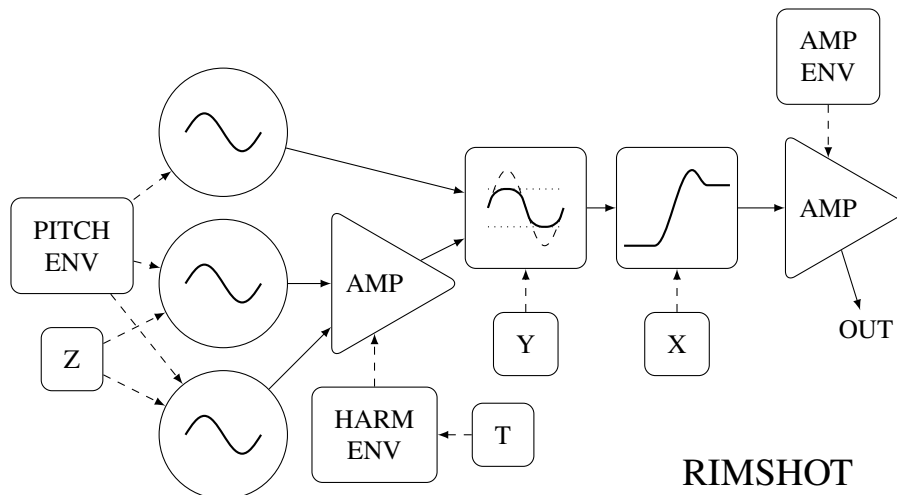 AMP
ENV
PITCH
ENV
AMP
AMP
Z
Y
X
OUT
HARM
ENV
T
RIMSHOT